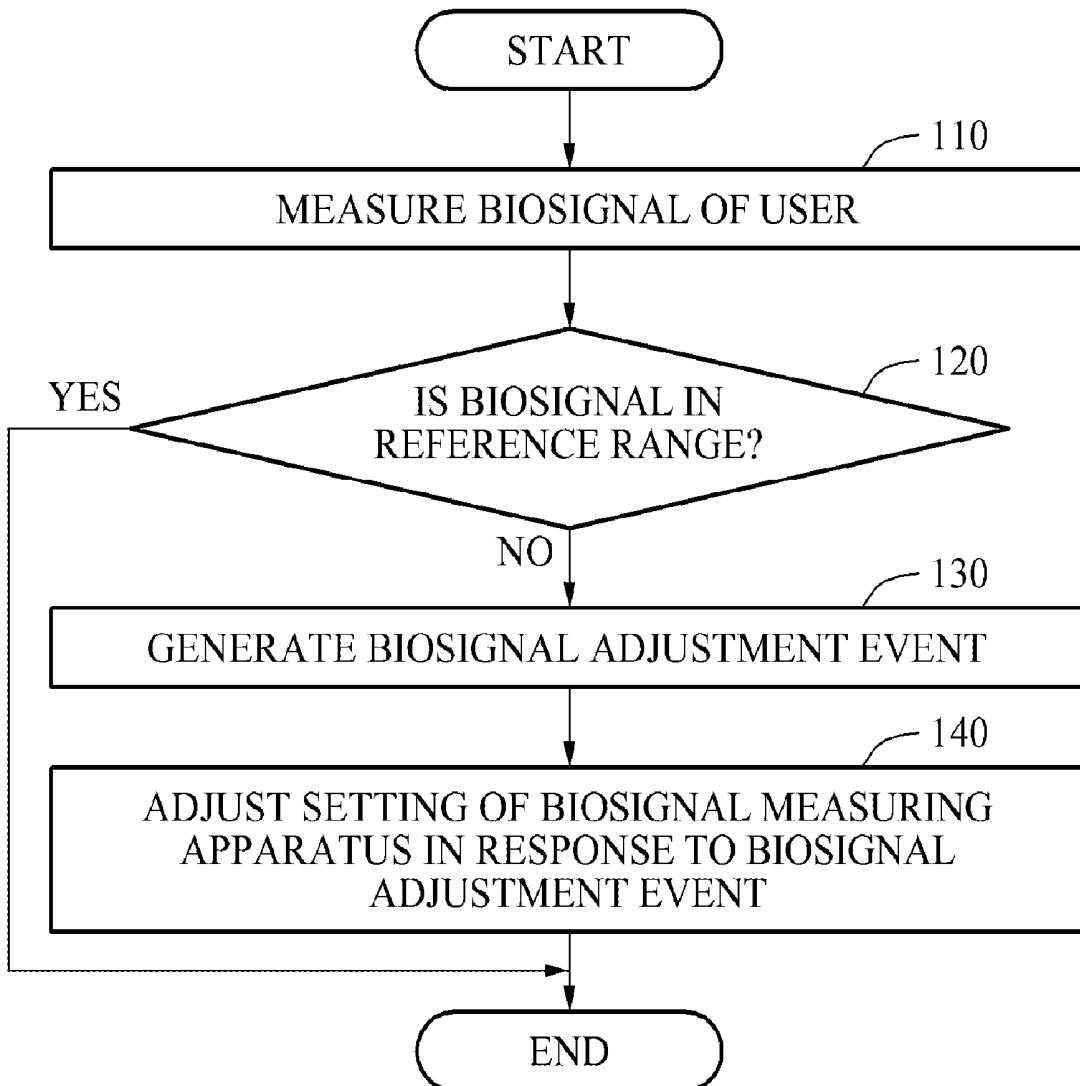 START
110
MEASURE BIOSIGNAL OF USER
120
YES
IS BIOSIGNAL IN
REFERENCE RANGE?
NO
130
GENERATE BIOSIGNAL ADJUSTMENT EVENT
140
ADJUST SETTING OF BIOSIGNAL MEASURING
APPARATUS IN RESPONSE TO BIOSIGNAL
ADJUSTMENT EVENT
END